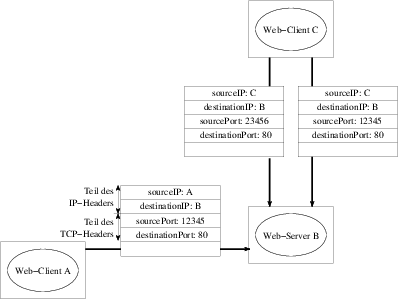 Web-Client C
sourceIP: C
destinationIP: B
sourcePort: 23456
destinationPort: 80
sourceIP: C
destinationIP: B
sourcePort: 12345
destinationPort: 80
Teil des
IP-Headers
Teil des
TCP-Headers
sourceIP: A
destinationIP: B
sourcePort: 12345
destinationPort: 80
Web-Server B
Web-Client A